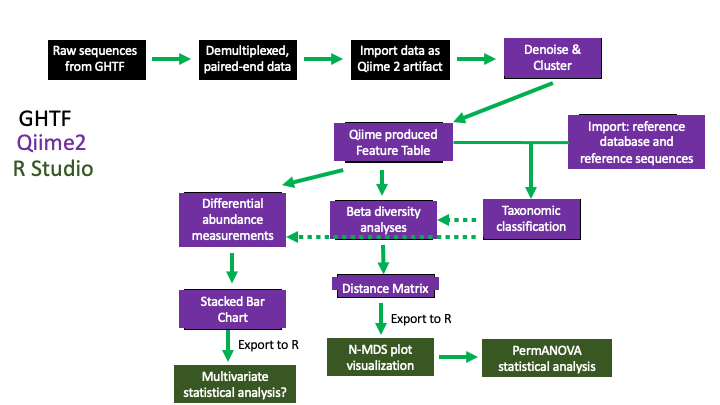 Raw sequences
from GHTF
Demultiplexed,
paired-end data
Import data as
Qiime 2 artifact
Denoise &
Cluster
GHTF
Qiime2
R Studio
Qiime produced
Feature Table
Import: reference
database and
reference sequences
Differential
abundance
measurements
Beta diversity
analyses
Taxonomic
classification
Stacked Bar
Chart
Distance Matrix
Export to R
Export to R
Multivariate
statistical analysis?
N-MDS plot
visualization
PermANOVA
statistical analysis